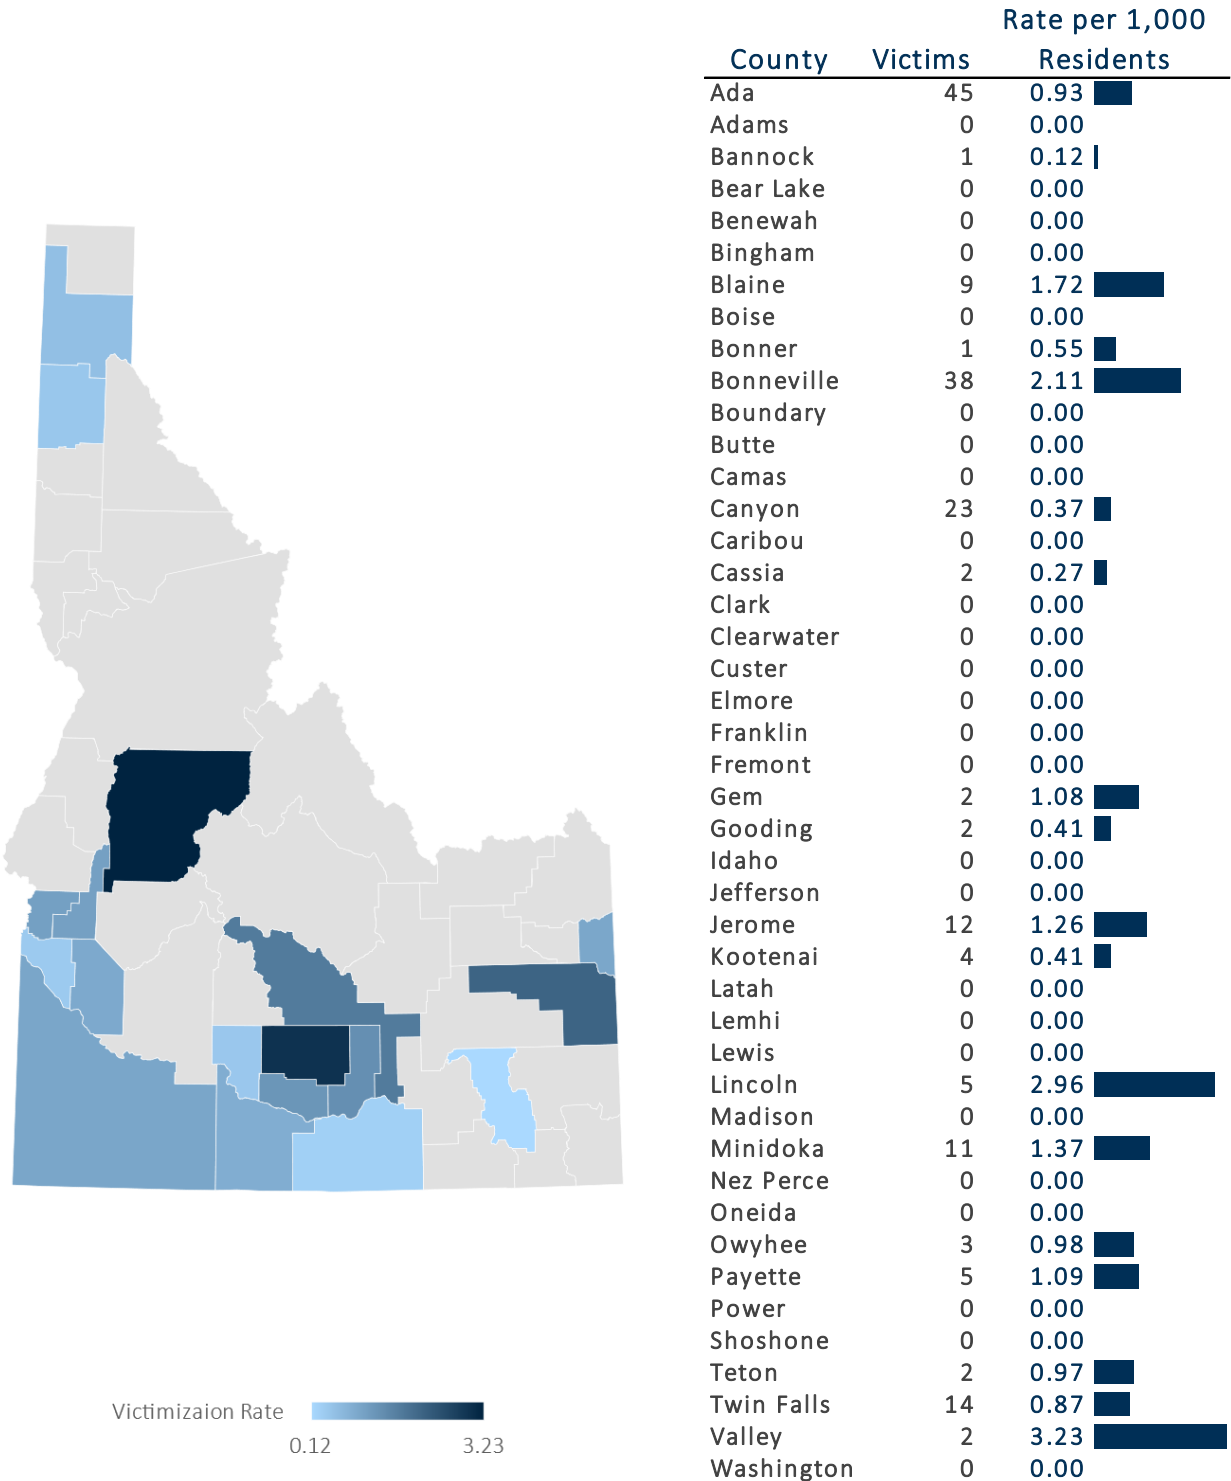 Rate per 1,000
County Victims Residents
Ada 45 0.93
Adams 0 0.00
Bannock 1 0.12
Bear Lake 0 0.00
Benewah 0 0.00
Bingham 0 0.00
Blaine 9 1.72
Boise 0 0.00
Bonner 1 0.55
Bonneville 38 2.11
Boundary 0 0.00
Butte 0 0.00
Camas 0 0.00
Canyon 23 0.37
Caribou 0 0.00
Cassia 2 0.27
Clark 0 0.00
Clearwater 0 0.00
Custer 0 0.00
Elmore 0 0.00
Franklin 0 0.00
Fremont 0 0.00
Gem 2 1.08
Gooding 2 0.41
Idaho 0 0.00
Jefferson 0 0.00
Jerome 12 1.26
Kootenai 4 0.41
Latah 0 0.00
Lemhi 0 0.00
Lewis 0 0.00
Lincoln 5 2.96
Madison 0 0.00
Minidoka 11 1.37
Nez Perce 0 0.00
Oneida 0 0.00
Owyhee 3 0.98
Payette 5 1.09
Power 0 0.00
Shoshone 0 0.00
Teton 2 0.97
Twin Falls 14 0.87
Valley 2 3.23
Washington 0 0.00
Victimizaion Rate
0.12 3.23